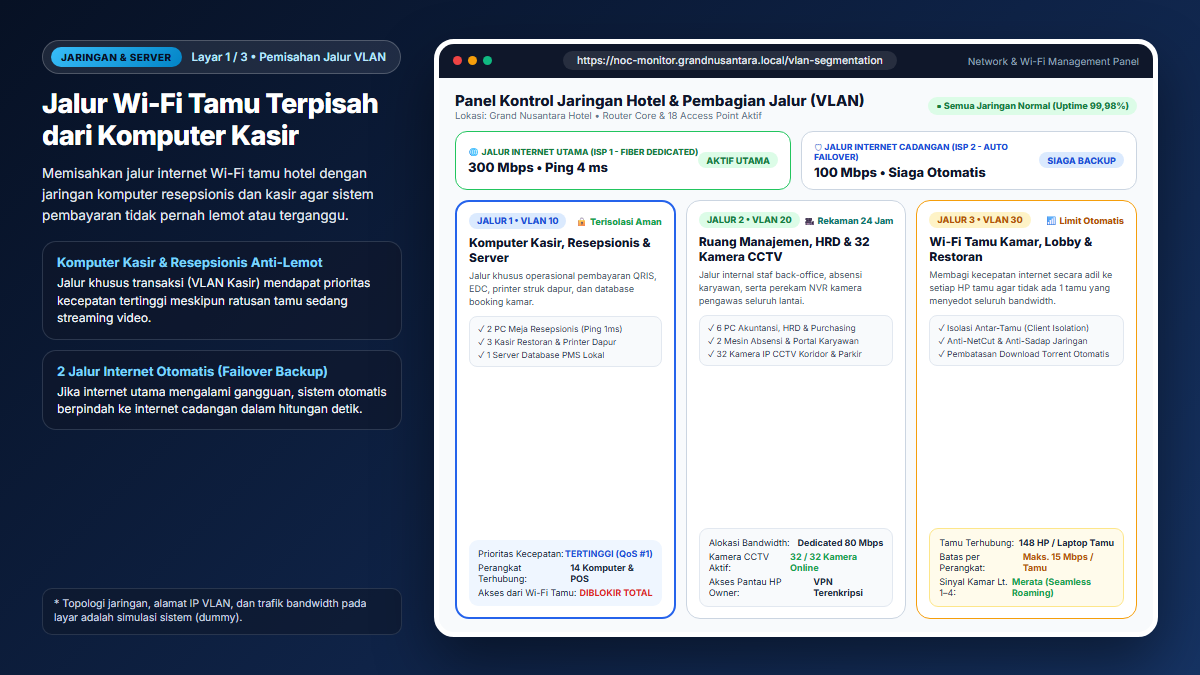 JARINGAN & SERVER
Layar 1 / 3 • Pemisahan Jalur VLAN
Jalur Wi-Fi Tamu Terpisah
dari Komputer Kasir
Memisahkan jalur internet Wi-Fi tamu hotel dengan
jaringan komputer resepsionis dan kasir agar sistem
pembayaran tidak pernah lemot atau terganggu.
Komputer Kasir & Resepsionis Anti-Lemot
Jalur khusus transaksi (VLAN Kasir) mendapat prioritas
kecepatan tertinggi meskipun ratusan tamu sedang
streaming video.
2 Jalur Internet Otomatis (Failover Backup)
Jika internet utama mengalami gangguan, sistem otomatis
berpindah ke internet cadangan dalam hitungan detik.
* Topologi jaringan, alamat IP VLAN, dan trafik bandwidth pada
layar adalah simulasi sistem (dummy).
https://noc-monitor.grandnusantara.local/vlan-segmentation
Network & Wi-Fi Management Panel
Panel Kontrol Jaringan Hotel & Pembagian Jalur (VLAN)
Lokasi: Grand Nusantara Hotel • Router Core & 18 Access Point Aktif
● Semua Jaringan Normal (Uptime 99,98%)
🌐 JALUR INTERNET UTAMA (ISP 1 - FIBER DEDICATED)
300 Mbps • Ping 4 ms
AKTIF UTAMA
🛡 JALUR INTERNET CADANGAN (ISP 2 - AUTO
FAILOVER)
100 Mbps • Siaga Otomatis
SIAGA BACKUP
JALUR 1 • VLAN 10
🔒 Terisolasi Aman
Komputer Kasir, Resepsionis &
Server
Jalur khusus operasional pembayaran QRIS,
EDC, printer struk dapur, dan database
booking kamar.
✓ 2 PC Meja Resepsionis (Ping 1ms)
✓ 3 Kasir Restoran & Printer Dapur
✓ 1 Server Database PMS Lokal
Prioritas Kecepatan: TERTINGGI (QoS #1)
Perangkat
Terhubung:
14 Komputer &
POS
Akses dari Wi-Fi Tamu: DIBLOKIR TOTAL
JALUR 2 • VLAN 20
Rekaman 24 Jam
Ruang Manajemen, HRD & 32
Kamera CCTV
Jalur internal staf back-office, absensi
karyawan, serta perekam NVR kamera
pengawas seluruh lantai.
✓ 6 PC Akuntansi, HRD & Purchasing
✓ 2 Mesin Absensi & Portal Karyawan
✓ 32 Kamera IP CCTV Koridor & Parkir
Alokasi Bandwidth: Dedicated 80 Mbps
Kamera CCTV
Aktif:
32 / 32 Kamera
Online
Akses Pantau HP
Owner:
VPN
Terenkripsi
JALUR 3 • VLAN 30
📶 Limit Otomatis
Wi-Fi Tamu Kamar, Lobby &
Restoran
Membagi kecepatan internet secara adil ke
setiap HP tamu agar tidak ada 1 tamu yang
menyedot seluruh bandwidth.
✓ Isolasi Antar-Tamu (Client Isolation)
✓ Anti-NetCut & Anti-Sadap Jaringan
✓ Pembatasan Download Torrent Otomatis
Tamu Terhubung: 148 HP / Laptop Tamu
Batas per
Perangkat:
Maks. 15 Mbps /
Tamu
Sinyal Kamar Lt.
1–4:
Merata (Seamless
Roaming)